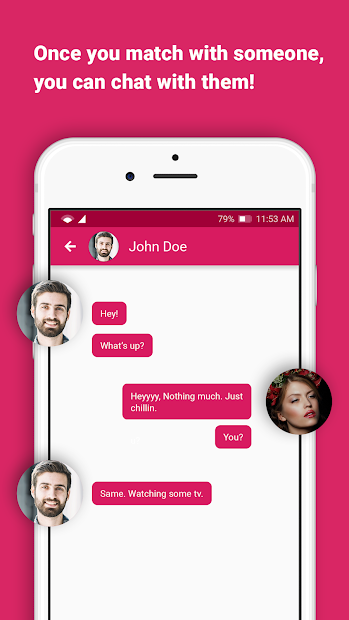 Once you match with someone,
you can chat with them!
79% 11:53 AM
John Doe
Hey!
What's up?
Heyyyy, Nothing much. Just
chillin.
You?
Same. Watching some tv.